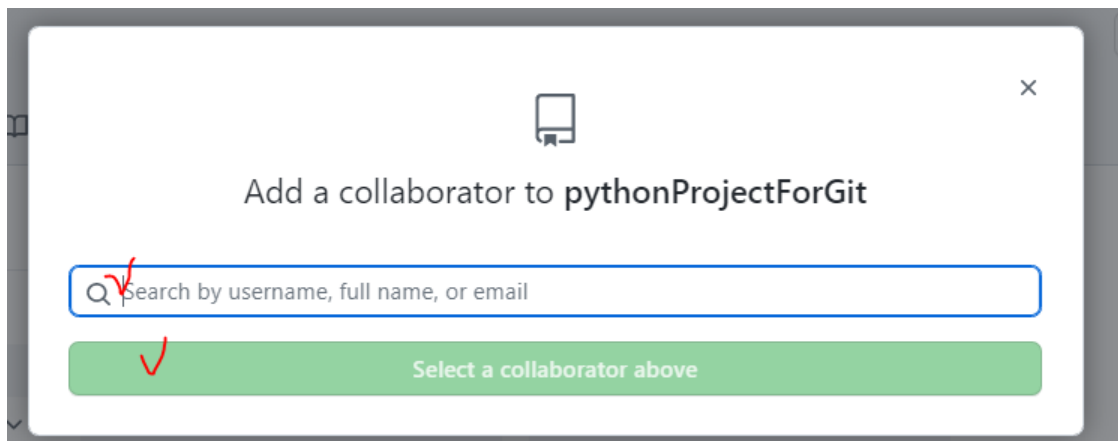 Add a collaborator to pythonProjectForGit
Search by username, full name, or email
Select a collaborator above